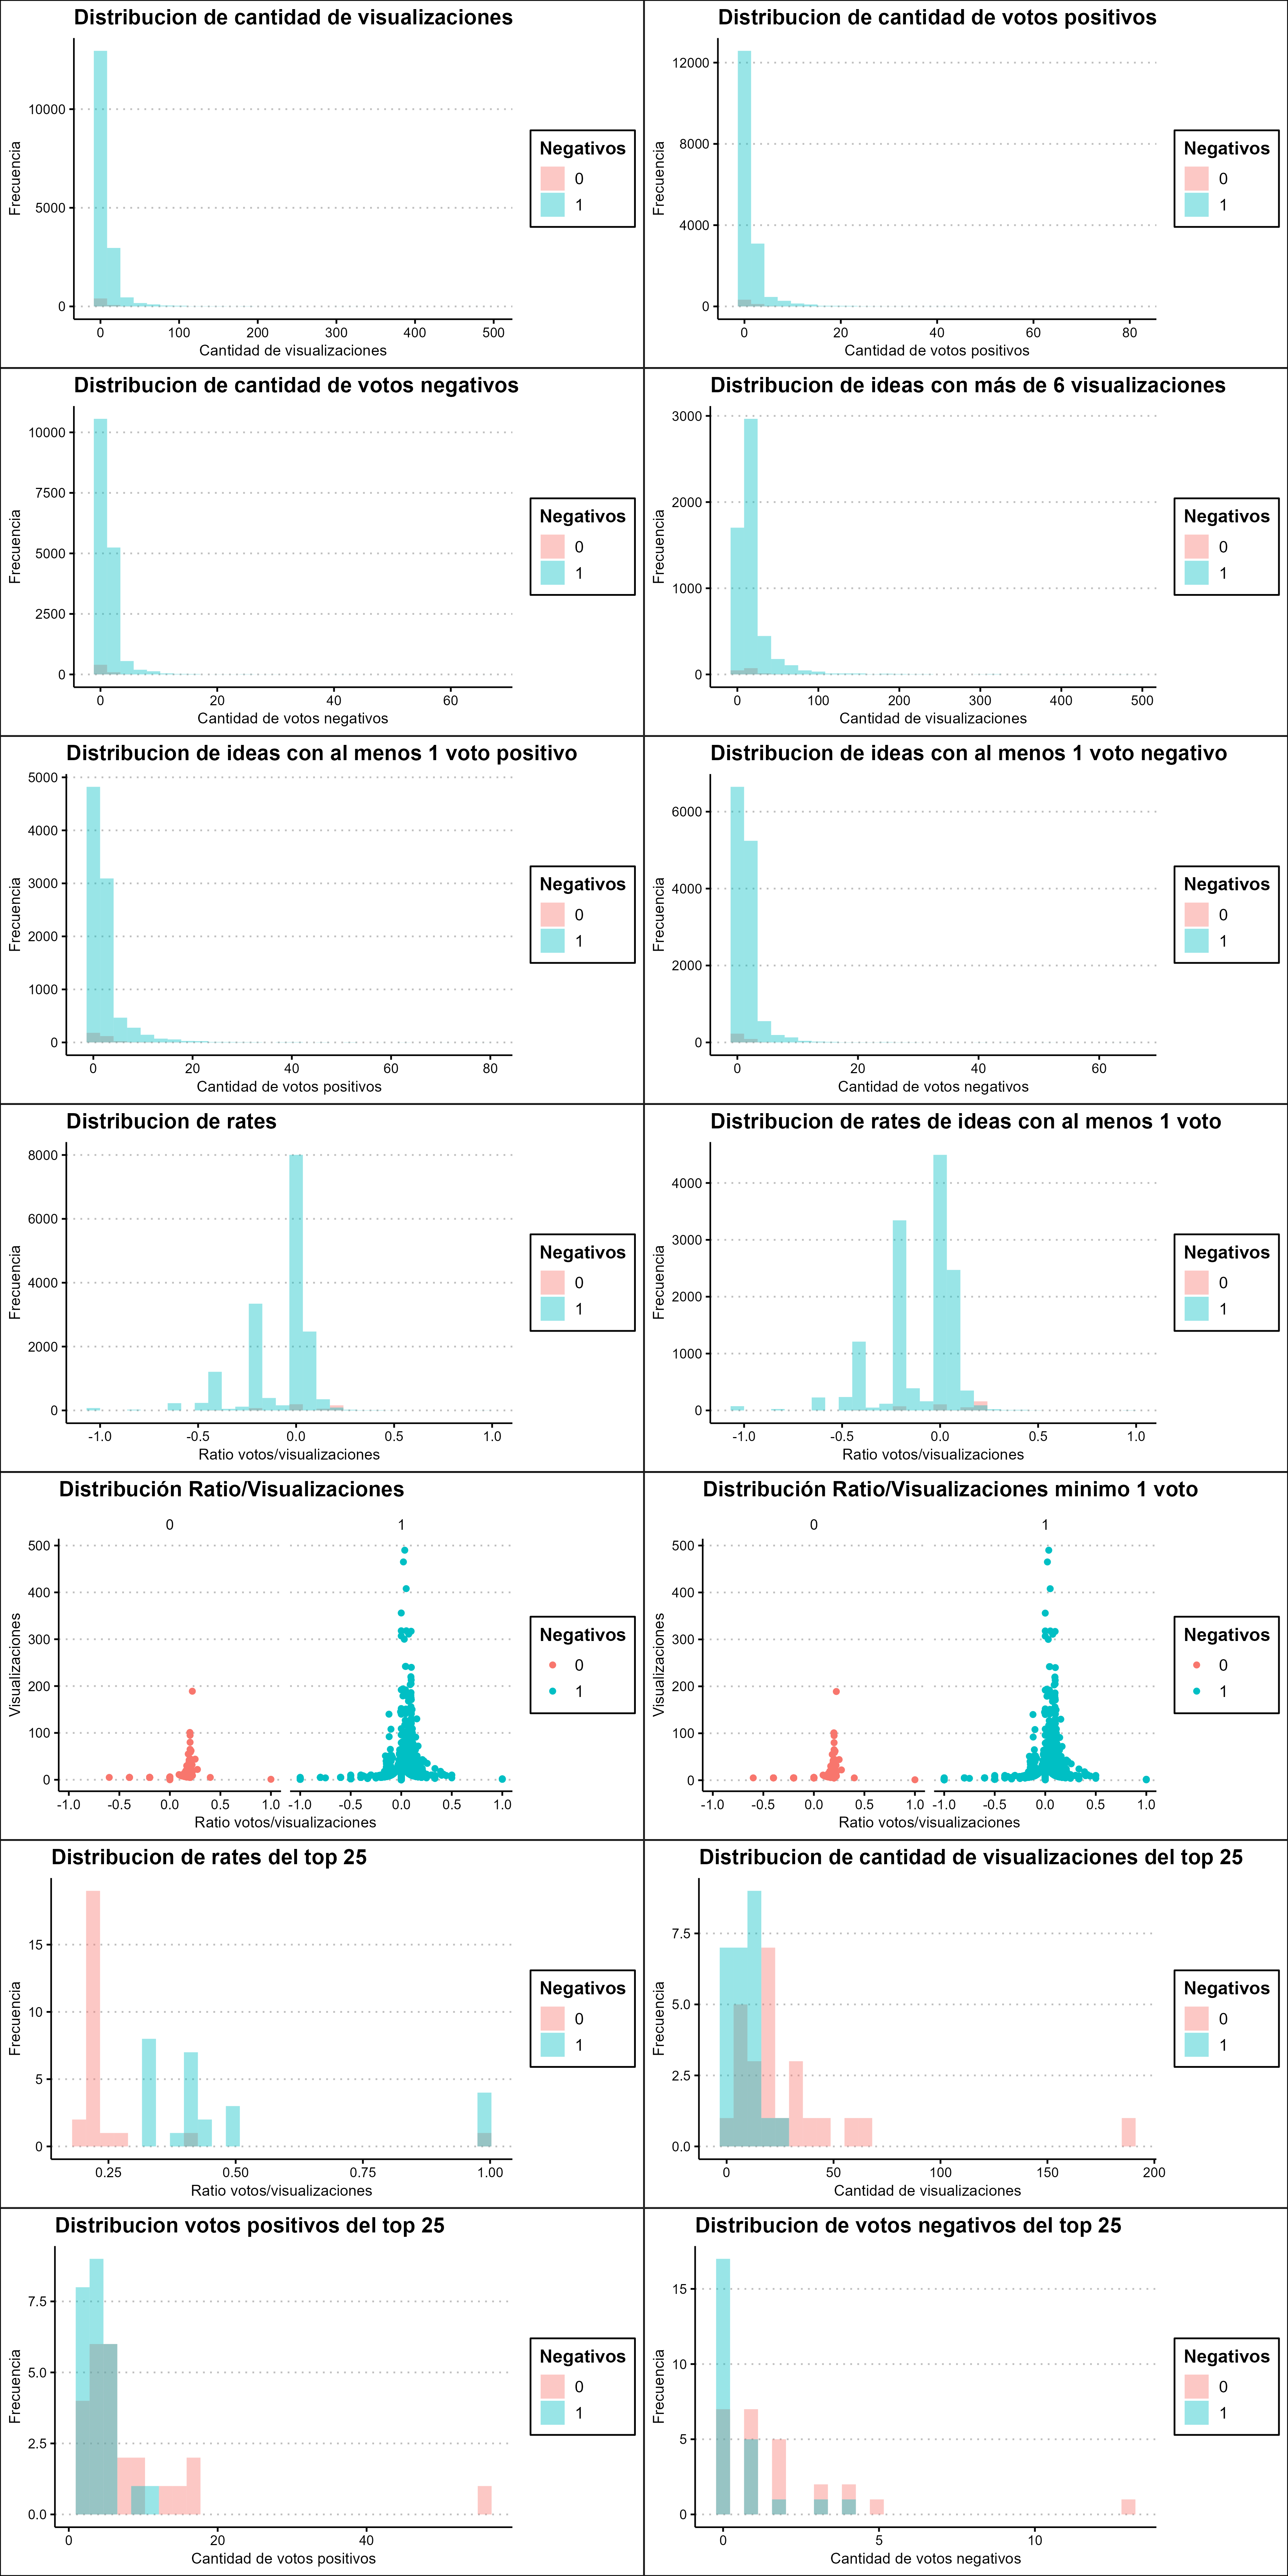 Distribucion de cantidad de visualizaciones
10000
5000
0
Frecuencia
0 100 200 300 400 500
Cantidad de visualizaciones
Negativos
0
1
Distribucion de cantidad de votos positivos
12000
8000
4000
0
Frecuencia
0 20 40 60 80
Cantidad de votos positivos
Negativos
0
1
Distribucion de cantidad de votos negativos
10000
7500
5000
2500
0
Frecuencia
0 20 40 60
Cantidad de votos negativos
Negativos
0
1
Distribucion de ideas con más de 6 visualizaciones
3000
2000
1000
0
Frecuencia
0 100 200 300 400 500
Cantidad de visualizaciones
Negativos
0
1
Distribucion de ideas con al menos 1 voto positivo
5000
4000
3000
2000
1000
0
Frecuencia
0 20 40 60 80
Cantidad de votos positivos
Negativos
0
1
Distribucion de ideas con al menos 1 voto negativo
6000
4000
2000
0
Frecuencia
0 20 40 60
Cantidad de votos negativos
Negativos
0
1
Distribucion de rates
8000
6000
4000
2000
0
Frecuencia
-1.0 -0.5 0.0 0.5 1.0
Ratio votos/visualizaciones
Negativos
0
1
Distribucion de rates de ideas con al menos 1 voto
4000
3000
2000
1000
0
Frecuencia
-1.0 -0.5 0.0 0.5 1.0
Ratio votos/visualizaciones
Negativos
0
1
Distribución Ratio/Visualizaciones
0 1
500
400
300
200
100
0
Visualizaciones
-1.0 -0.5 0.0 0.5 1.0 -1.0 -0.5 0.0 0.5 1.0
Ratio votos/visualizaciones
Negativos
0
1
Distribución Ratio/Visualizaciones minimo 1 voto
0 1
500
400
300
200
100
0
Visualizaciones
-1.0 -0.5 0.0 0.5 1.0 -1.0 -0.5 0.0 0.5 1.0
Ratio votos/visualizaciones
Negativos
0
1
Distribucion de rates del top 25
15
10
5
0
Frecuencia
0.25 0.50 0.75 1.00
Ratio votos/visualizaciones
Negativos
0
1
Distribucion de cantidad de visualizaciones del top 25
7.5
5.0
2.5
0.0
Frecuencia
0 50 100 150 200
Cantidad de visualizaciones
Negativos
0
1
Distribucion votos positivos del top 25
7.5
5.0
2.5
0.0
Frecuencia
0 20 40
Cantidad de votos positivos
Negativos
0
1
Distribucion de votos negativos del top 25
15
10
5
0
Frecuencia
0 5 10
Cantidad de votos negativos
Negativos
0
1